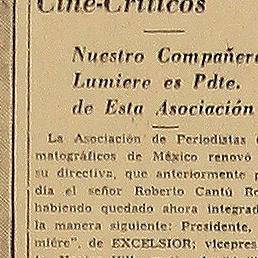 Cine-Críticos
Nuestro Compañero
Lumiere es Pdte.
de Esta Asociación
La Asociación de Periodistas
matográficos de México renovó
su directiva, que anteriormente p
día el señor Roberto Cantú Ro
habiendo quedado ahora integrad
la manera siguiente: Presidente,
miére", de EXCELSIOR; vicepres